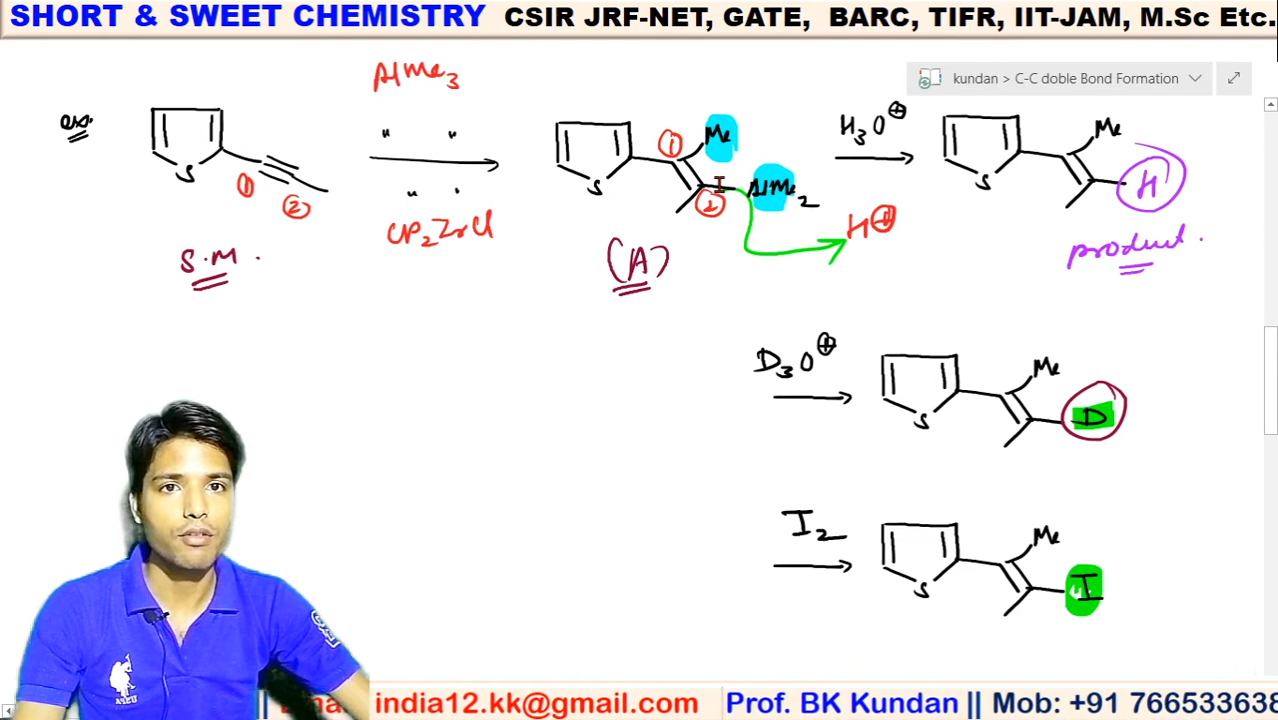 SHORT & SWEET CHEMISTRY CSIR JRF-NET, GATE, BARC, TIFR, IIT-JAM, M.Sc Etc.
kundan > C-C doble Bond Formation
ex.
AlMe3
" "
" "
Cp2ZrCl
S
1
2
S.M.
S
1
Me
2
AlMe2
H⊕
(A)
H3O⊕
S
Me
H
product.
D3O⊕
S
Me
D
I2
S
Me
I
|| india12.kk@gmail.com || Prof. BK Kundan || Mob: +91 766533638